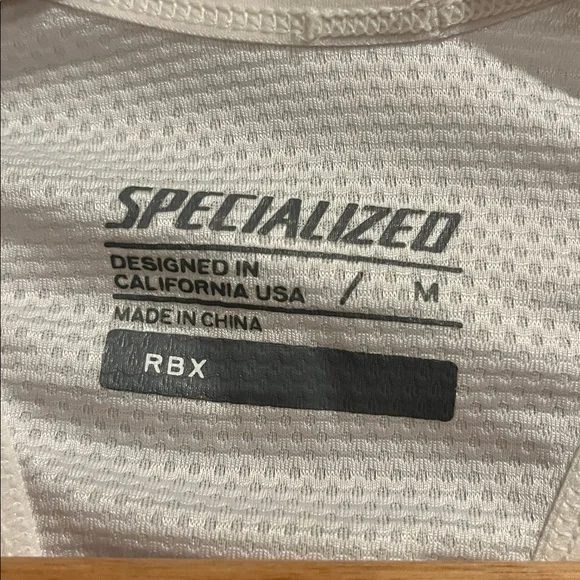 SPECIALIZED
DESIGNED IN
CALIFORNIA USA / M
MADE IN CHINA
RBX